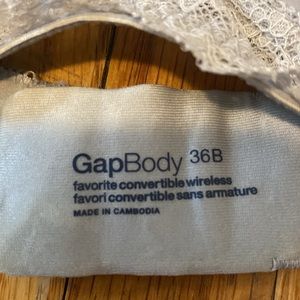 GapBody 36B
favorite convertible wireless
favori convertible sans armature
MADE IN CAMBODIA